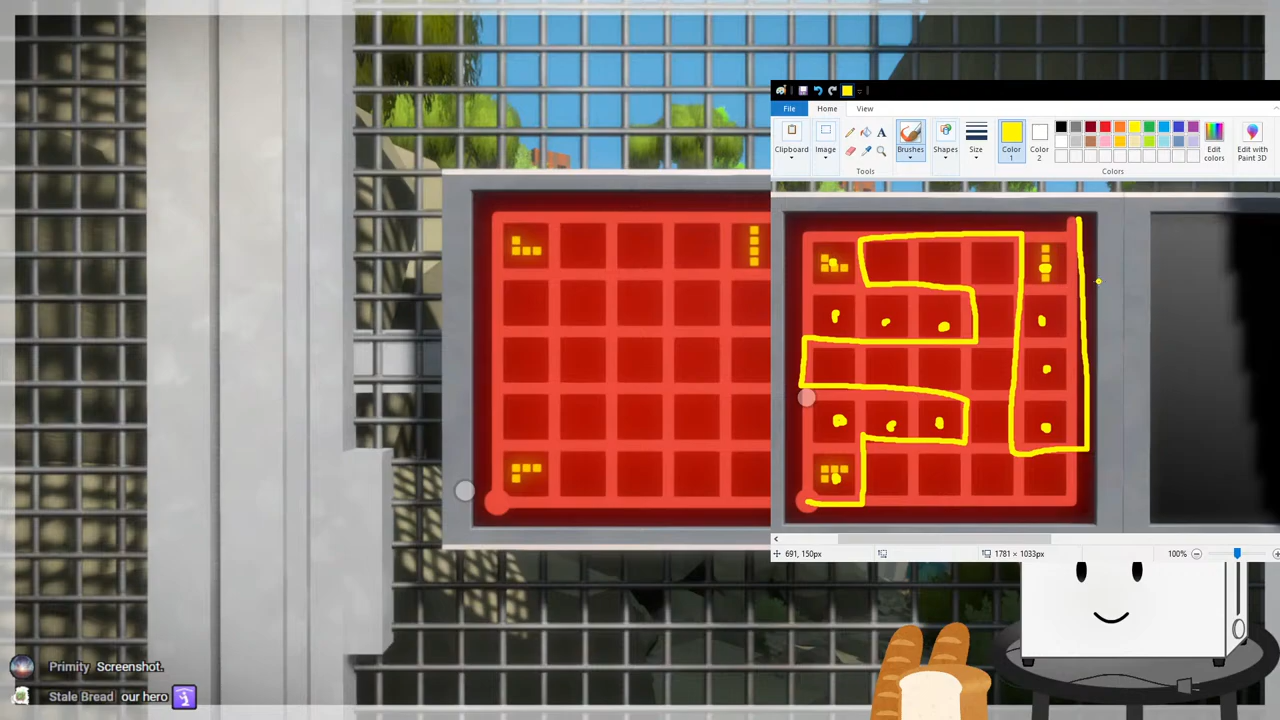 File
Home
View
Clipboard
Image
Tools
Brushes
Shapes
Size
Color
1
Color
2
Edit
colors
Edit with
Paint 3D
Colors
691, 150px
1781 × 1033px
100%
Primity Screenshot.
Stale Bread our hero